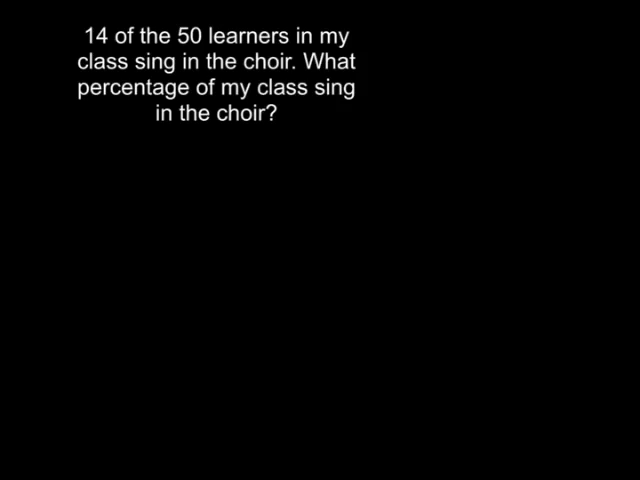 14 of the 50 learners in my
class sing in the choir. What
percentage of my class sing
in the choir?